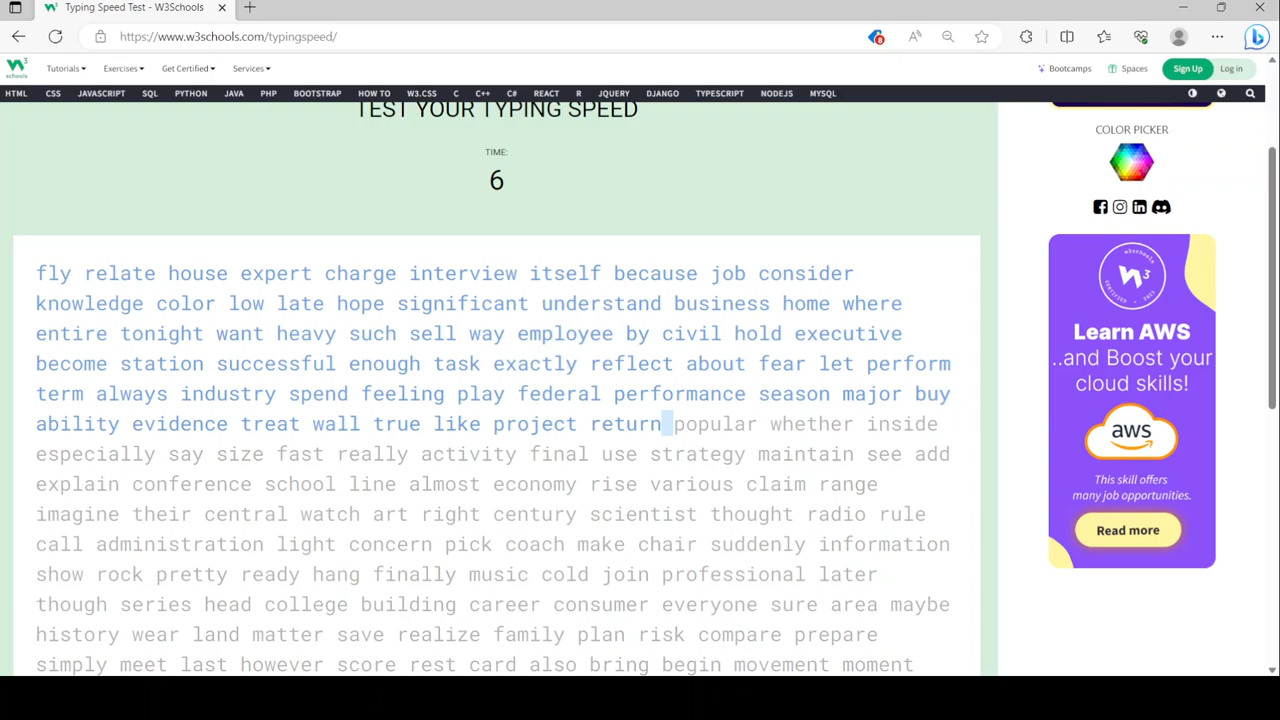 Typing Speed Test - W3Schools
https://www.w3schools.com/typingspeed/
8
3
schools
Tutorials Exercises Get Certified Services
Bootcamps Spaces Sign Up Log in
HTML CSS JAVASCRIPT SQL PYTHON JAVA PHP BOOTSTRAP HOW TO W3.CSS C C++ C# REACT R JQUERY DJANGO TYPESCRIPT NODEJS MYSQL
TEST YOUR TYPING SPEED
TIME:
6
fly relate house expert charge interview itself because job consider
knowledge color low late hope significant understand business home where
entire tonight want heavy such sell way employee by civil hold executive
become station successful enough task exactly reflect about fear let perform
term always industry spend feeling play federal performance season major buy
ability evidence treat wall true like project return popular whether inside
especially say size fast really activity final use strategy maintain see add
explain conference school line almost economy rise various claim range
imagine their central watch art right century scientist thought radio rule
call administration light concern pick coach make chair suddenly information
show rock pretty ready hang finally music cold join professional later
though series head college building career consumer everyone sure area maybe
history wear land matter save realize family plan risk compare prepare
simply meet last however score rest card also bring begin movement moment
COLOR PICKER
Learn AWS
..and Boost your
cloud skills!
aws
This skill offers
many job opportunities.
Read more